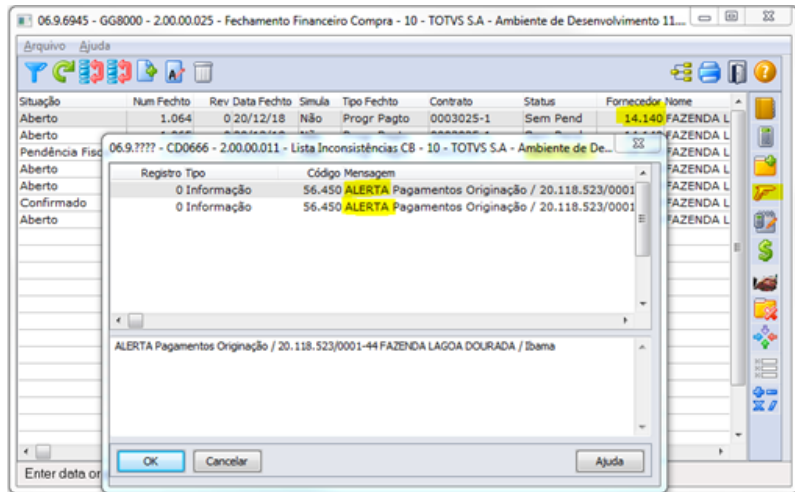 06.9.6945 - GG8000 - 2.00.00.025 - Fechamento Financeiro Compra - 10 - TOTVS S.A - Ambiente de Desenvolvimento 11....
Arquivo Ajuda
Situação Num Fechto Rev Data Fechto Simula Tipo Fechto Contrato Status Fornecedor Nome
Aberto 1.064 0 20/12/18 Não Progr Pagto 0003025-1 Sem Pend 14.140 FAZENDA L
Aberto
Pendência Fisc FAZENDA L
Aberto FAZENDA L
Aberto FAZENDA L
Confirmado FAZENDA L
Aberto FAZENDA L
06.9.???? - CD0666 - 2.00.00.011 - Lista Inconsistências CB - 10 - TOTVS S.A - Ambiente de De...
Registro Tipo Código Mensagem
0 Informação 56.450 ALERTA Pagamentos Originação / 20.118.523/0001
0 Informação 56.450 ALERTA Pagamentos Originação / 20.118.523/0001
ALERTA Pagamentos Originação / 20.118.523/0001-44 FAZENDA LAGOA DOURADA / Ibama
OK Cancelar Ajuda
Enter data or